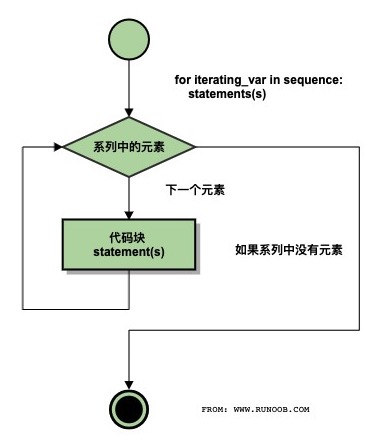 for iterating_var in sequence:
statements(s)
系列中的元素
下一个元素
代码块
statement(s)
如果系列中没有元素
FROM: WWW.RUNOOB.COM